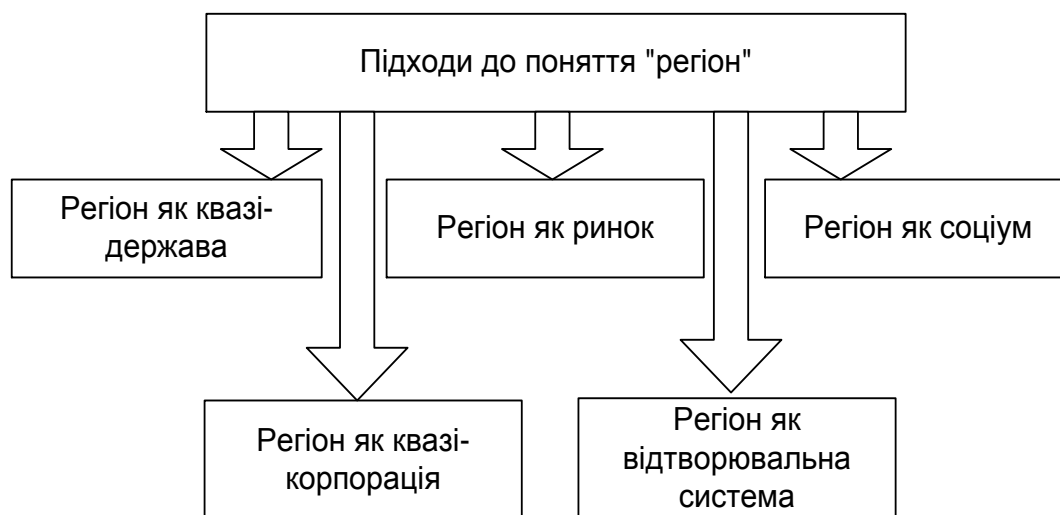 Підходи до поняття "регіон"
Регіон як квазі-
держава
Регіон як ринок
Регіон як соціум
Регіон як квазі-
корпорація
Регіон як
відтворювальна
система